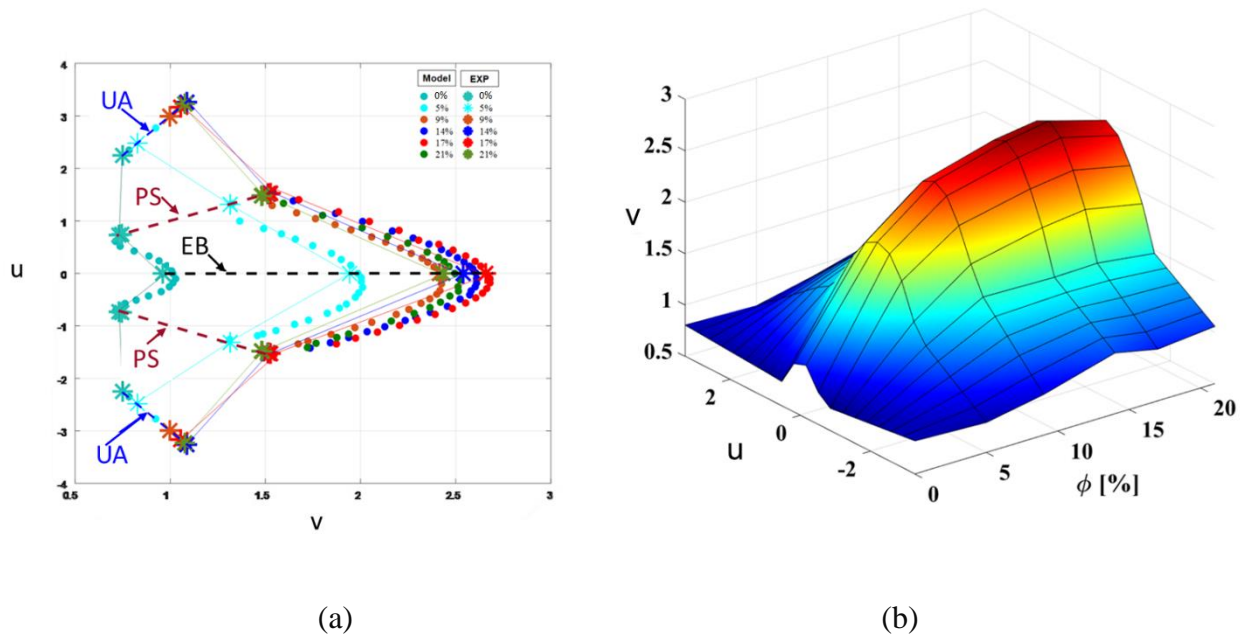 Model EXP
0% 0%
5% 5%
9% 9%
14% 14%
17% 17%
21% 21%
UA
PS
EB
PS
UA
u
4
3
2
1
0
-1
-2
-3
-4
0.5 1 1.5 2 2.5 3
v
3
2.5
2
1.5
1
0.5
v
2
0
-2
u
0
5
10
15
20
ϕ [%]
(a) (b)